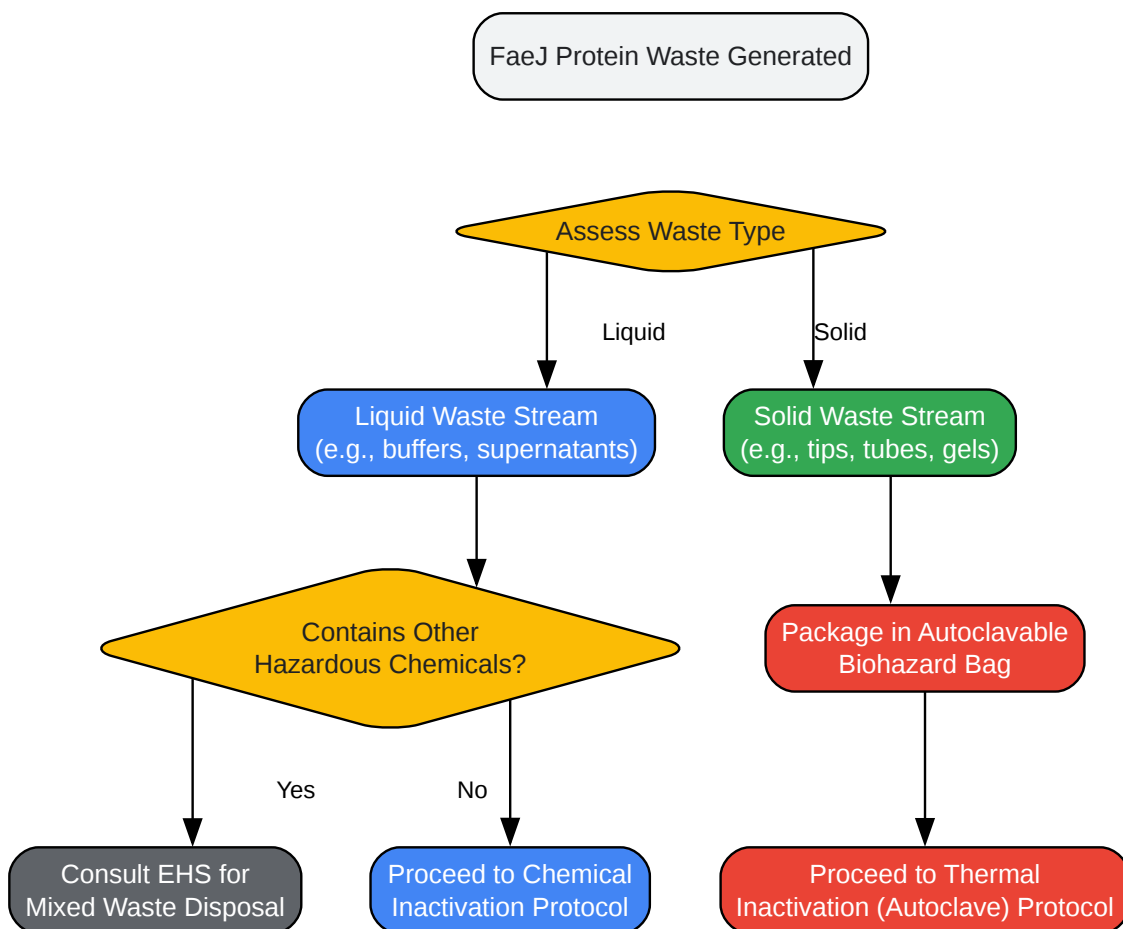 FaeJ Protein Waste Generated
Assess Waste Type
Liquid
Solid
Liquid Waste Stream
(e.g., buffers, supernatants)
Solid Waste Stream
(e.g., tips, tubes, gels)
Contains Other
Hazardous Chemicals?
Package in Autoclavable
Biohazard Bag
Yes
No
Consult EHS for
Mixed Waste Disposal
Proceed to Chemical
Inactivation Protocol
Proceed to Thermal
Inactivation (Autoclave) Protocol